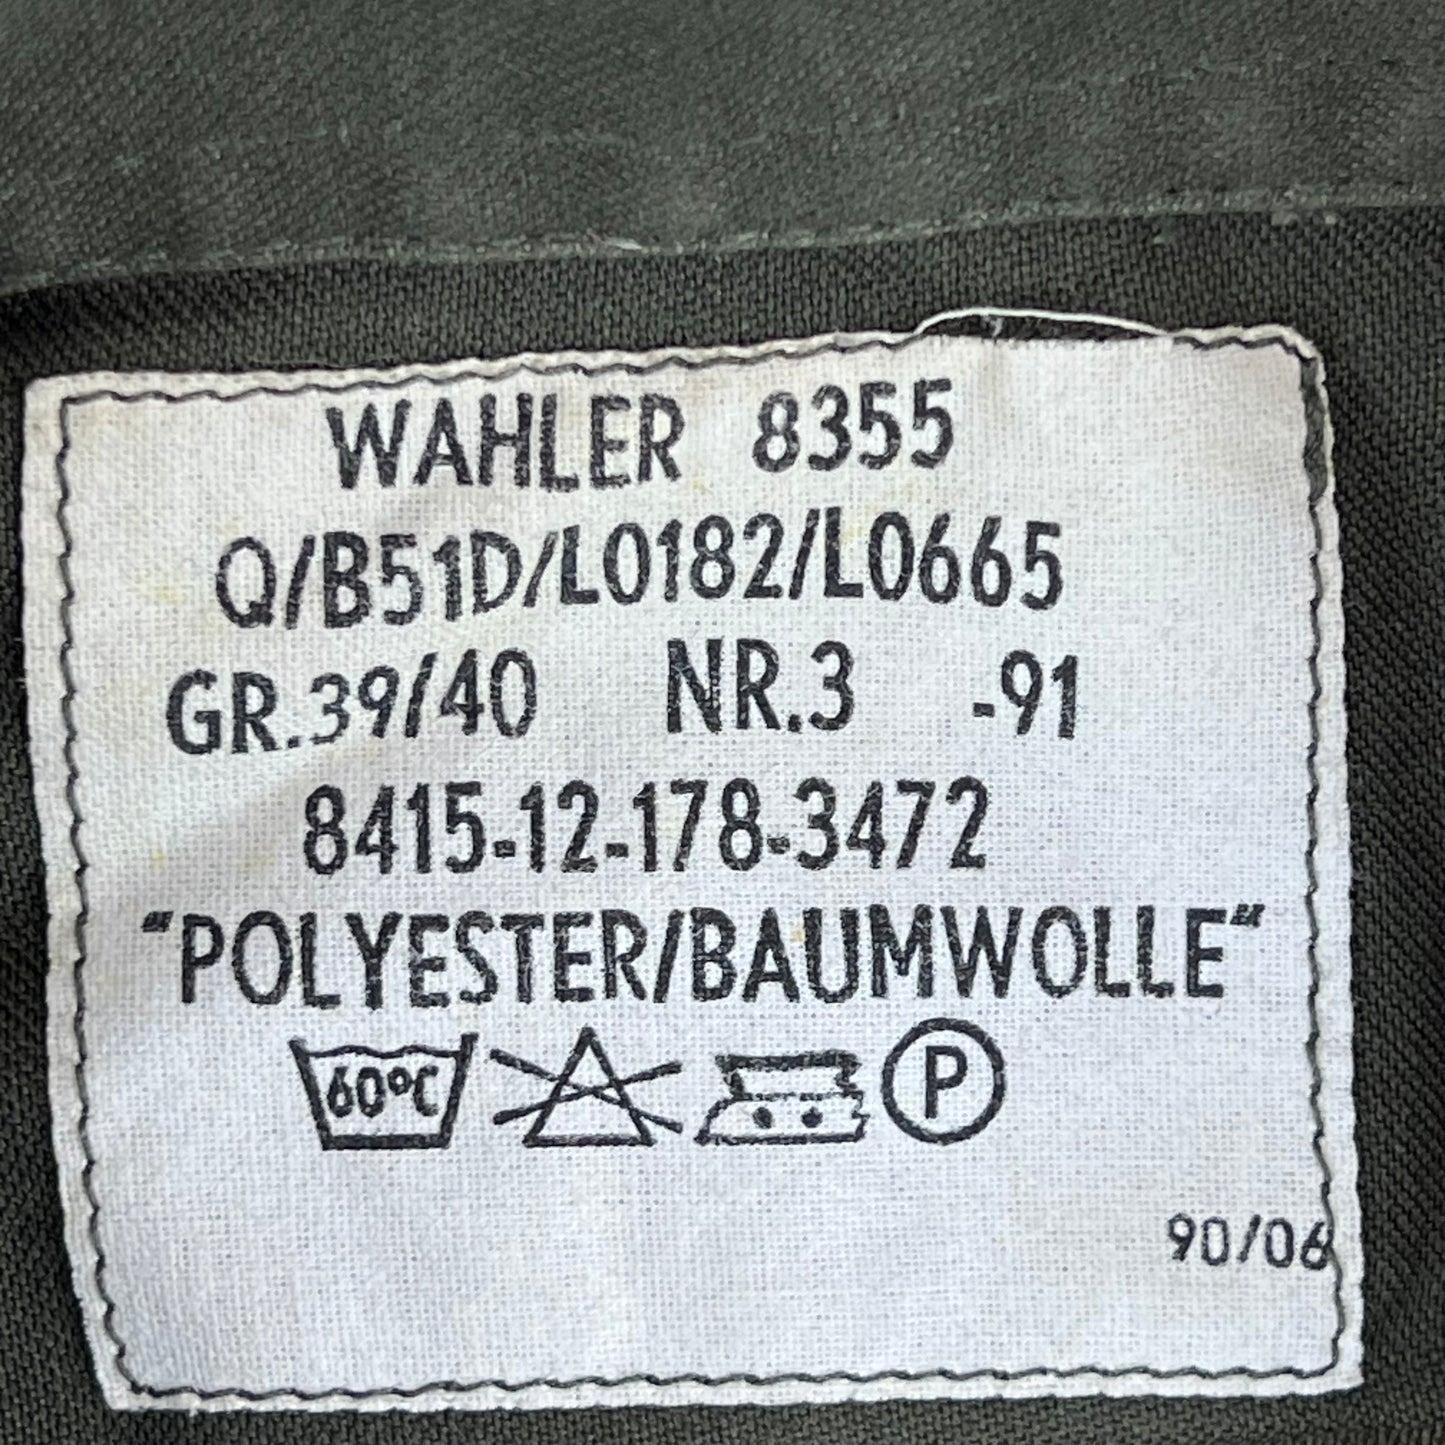 WAHLER 8355
Q/B51D/L0182/L0665
GR.39/40 NR.3 -91
8415-12-178-3472
"POLYESTER/BAUMWOLLE"
60°C P
90/06